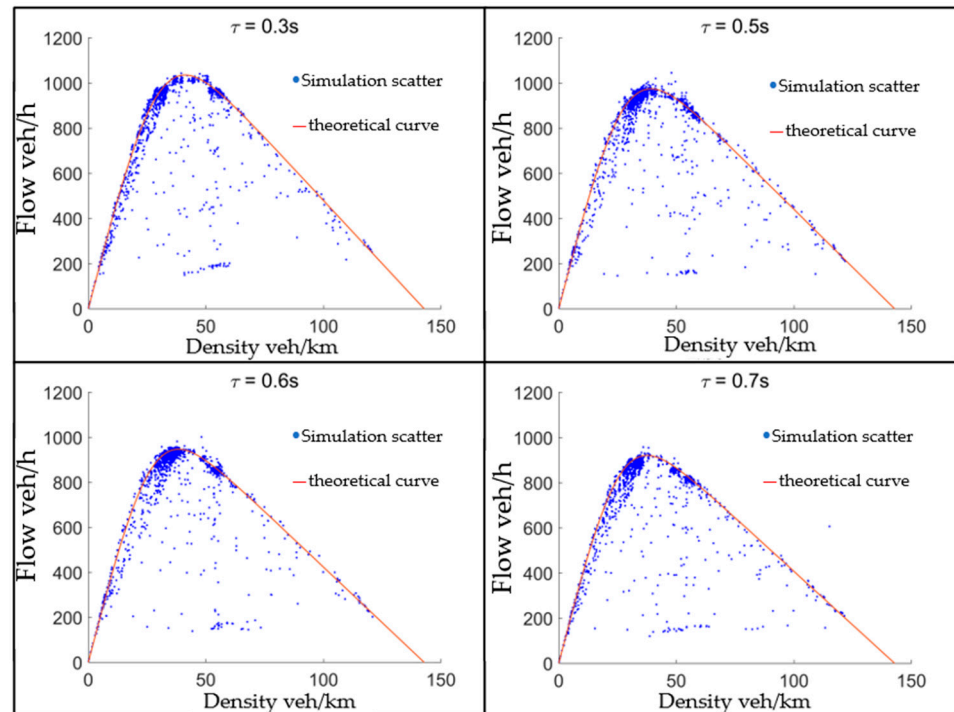 τ = 0.3s
1200
1000
800
600
400
200
0
0 50 100 150
Flow veh/h
Density veh/km
Simulation scatter
theoretical curve
τ = 0.5s
1200
1000
800
600
400
200
0
0 50 100 150
Flow veh/h
Density veh/km
Simulation scatter
theoretical curve
τ = 0.6s
1200
1000
800
600
400
200
0
0 50 100 150
Flow veh/h
Density veh/km
Simulation scatter
theoretical curve
τ = 0.7s
1200
1000
800
600
400
200
0
0 50 100 150
Flow veh/h
Density veh/km
Simulation scatter
theoretical curve